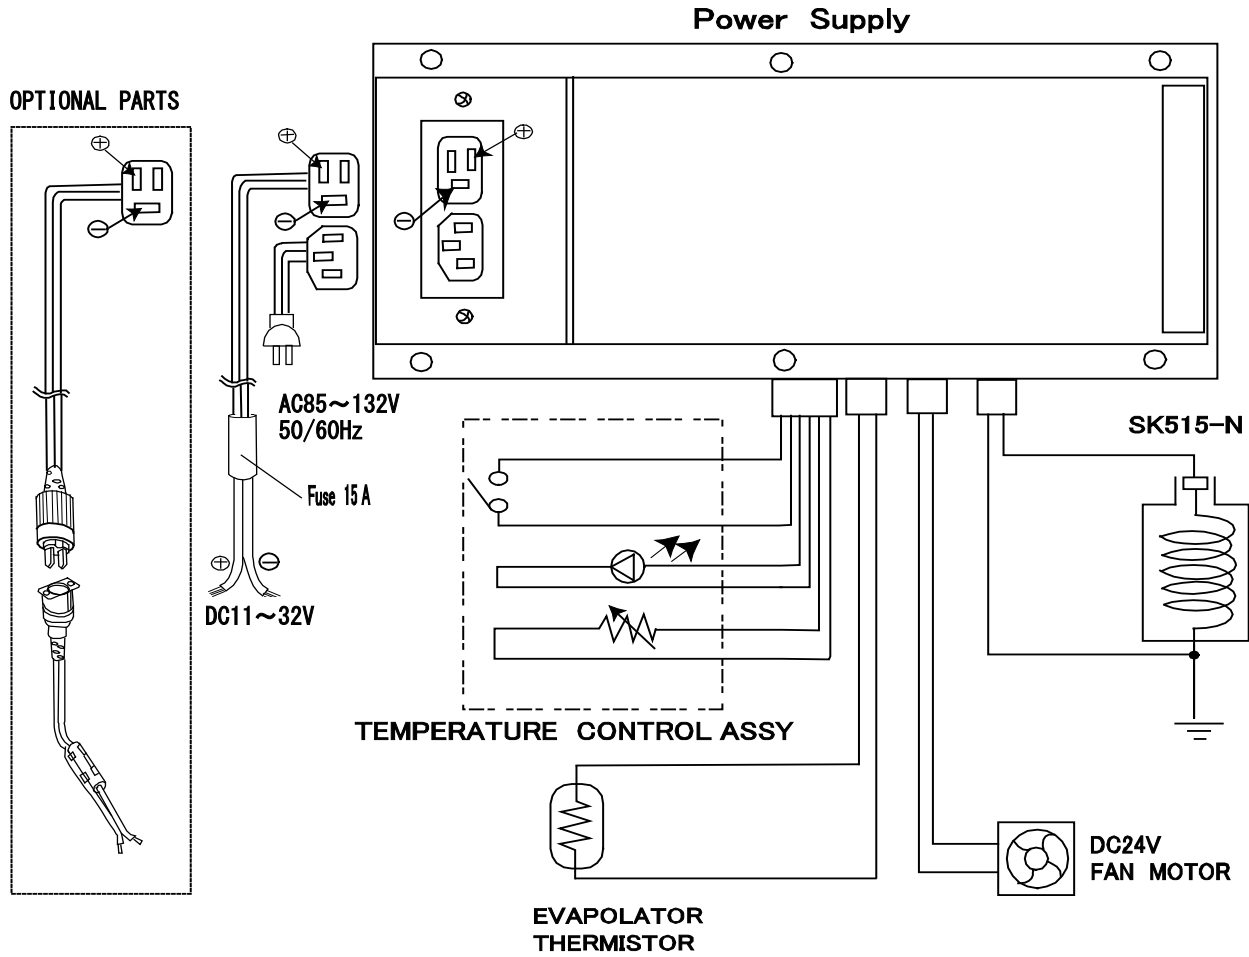 Power Supply
OPTIONAL PARTS
AC85～132V
50/60Hz
SK515-N
Fuse 15A
DC11～32V
TEMPERATURE CONTROL ASSY
DC24V
FAN MOTOR
EVAPOLATOR
THERMISTOR